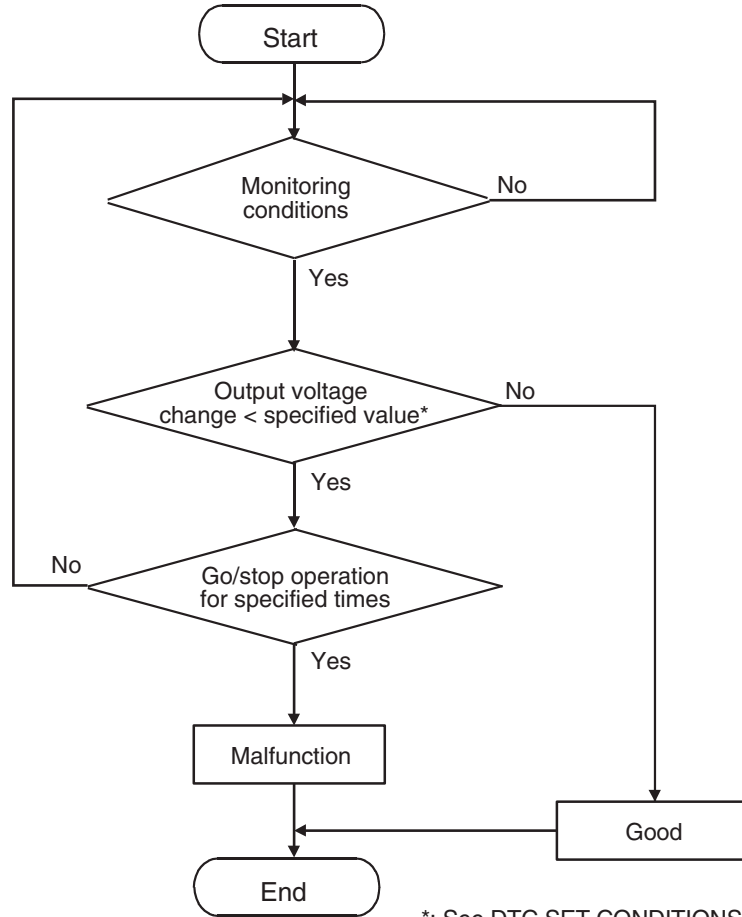 Start
Monitoring
conditions
No
Yes
Output voltage
change < specified value*
No
Yes
Go/stop operation
for specified times
No
Yes
Malfunction
Good
End
*: See DTC SET CONDITIONS